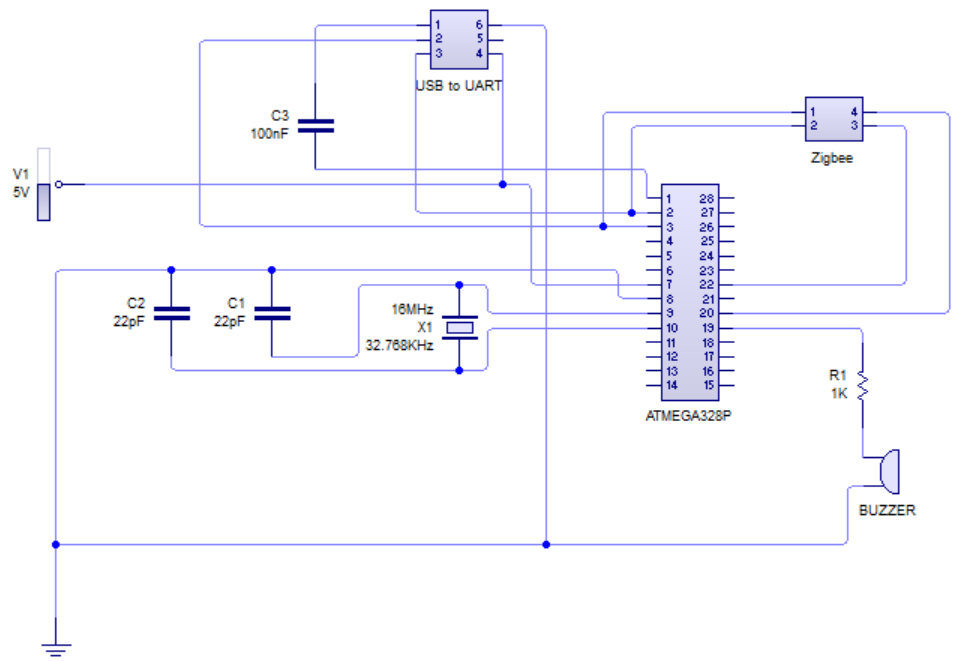 1 6
2 5
3 4
USB to UART
C3
100nF
1 4
2 3
Zigbee
V1
5V
1 28
2 27
3 26
4 25
5 24
6 23
7 22
8 21
9 20
10 19
11 18
12 17
13 16
14 15
ATMEGA328P
C2
22pF
C1
22pF
16MHz
X1
32.768KHz
R1
1K
BUZZER